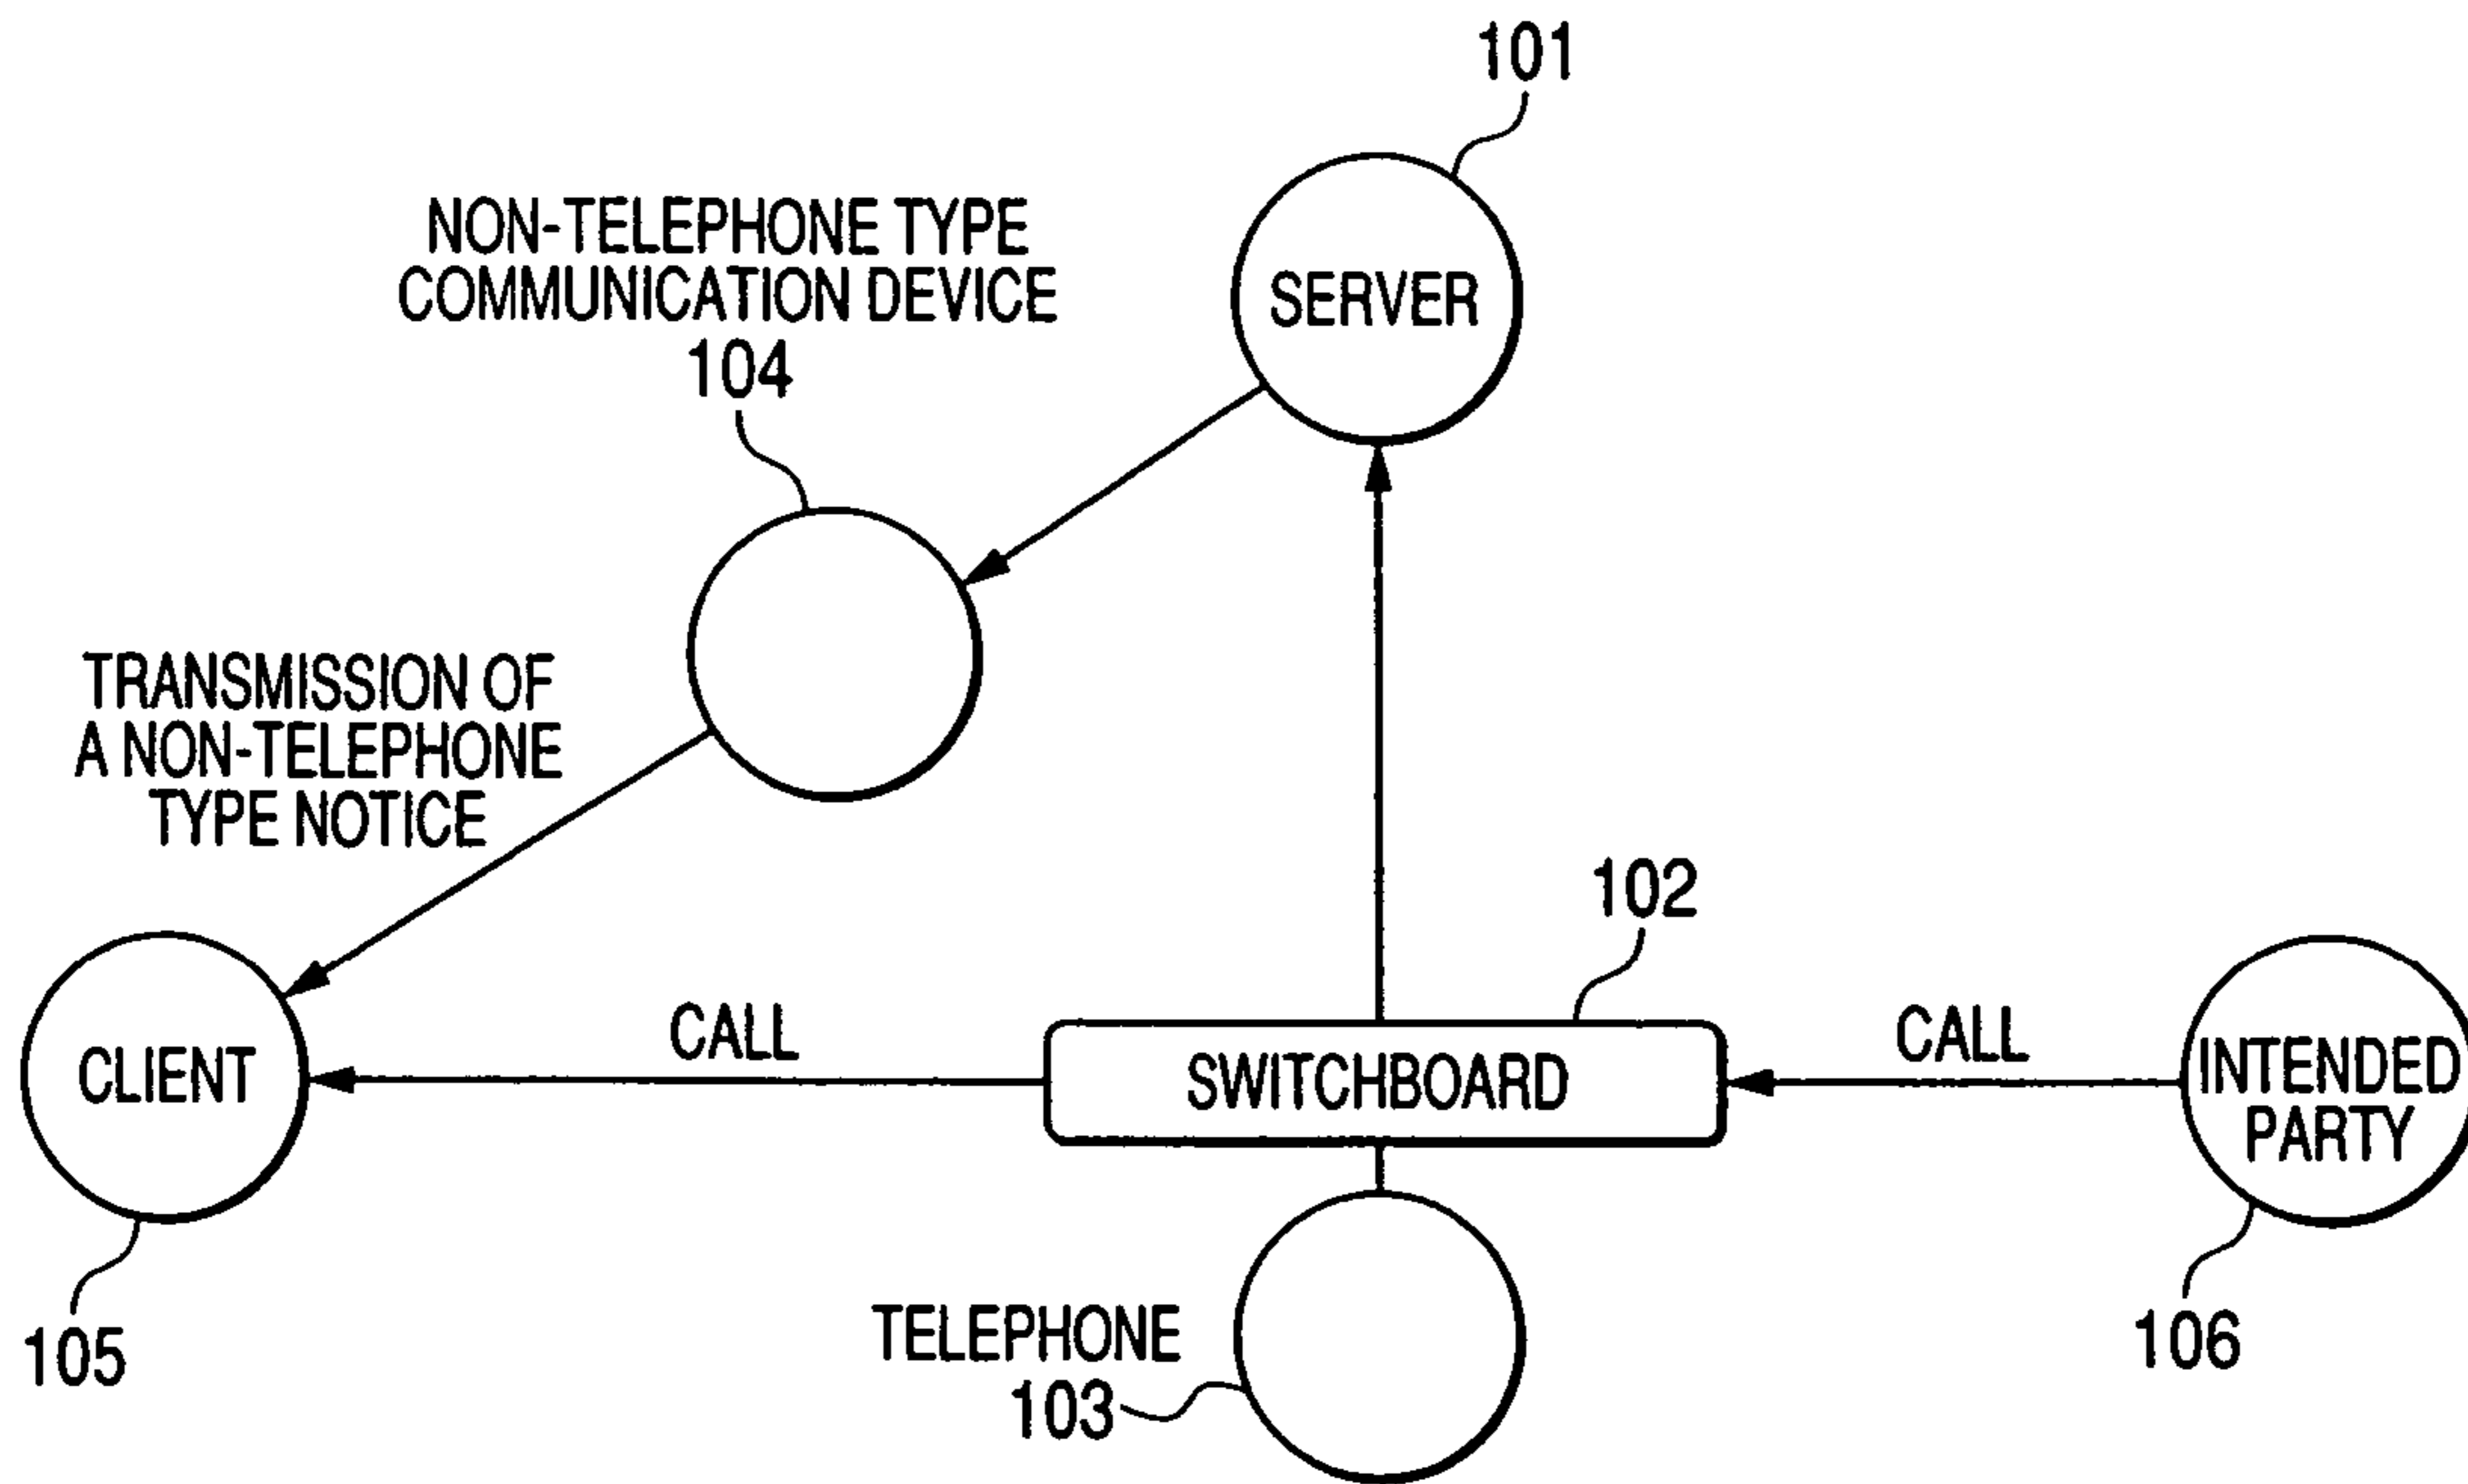 101
NON-TELEPHONE TYPE
COMMUNICATION DEVICE
104
SERVER
TRANSMISSION OF
A NON-TELEPHONE
TYPE NOTICE
102
CLIENT
CALL
SWITCHBOARD
CALL
INTENDED
PARTY
105
TELEPHONE
103
106